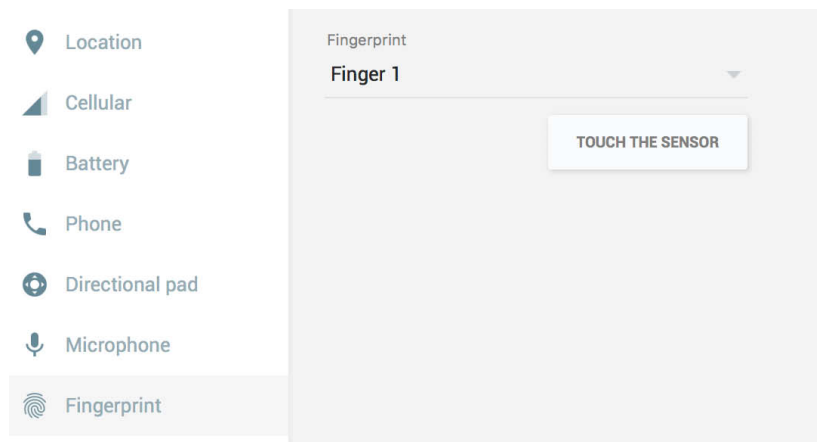 Location
Cellular
Battery
Phone
Directional pad
Microphone
Fingerprint
Fingerprint
Finger 1
TOUCH THE SENSOR